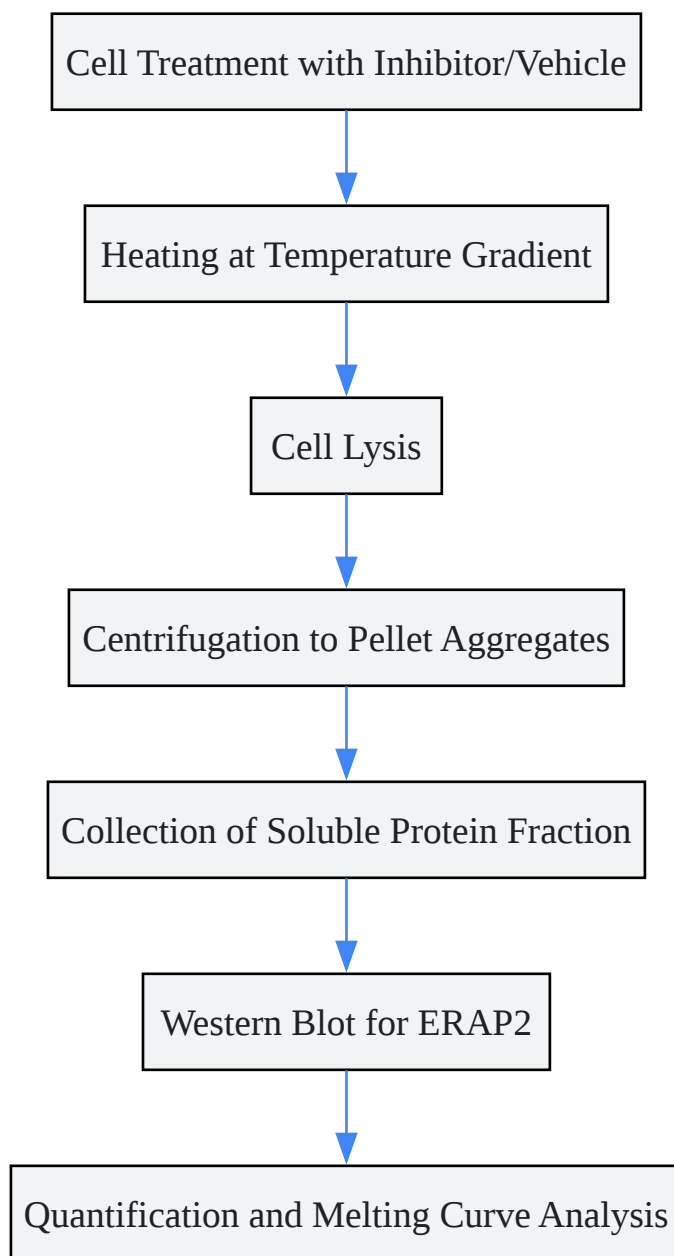 Cell Treatment with Inhibitor/Vehicle
Heating at Temperature Gradient
Cell Lysis
Centrifugation to Pellet Aggregates
Collection of Soluble Protein Fraction
Western Blot for ERAP2
Quantification and Melting Curve Analysis